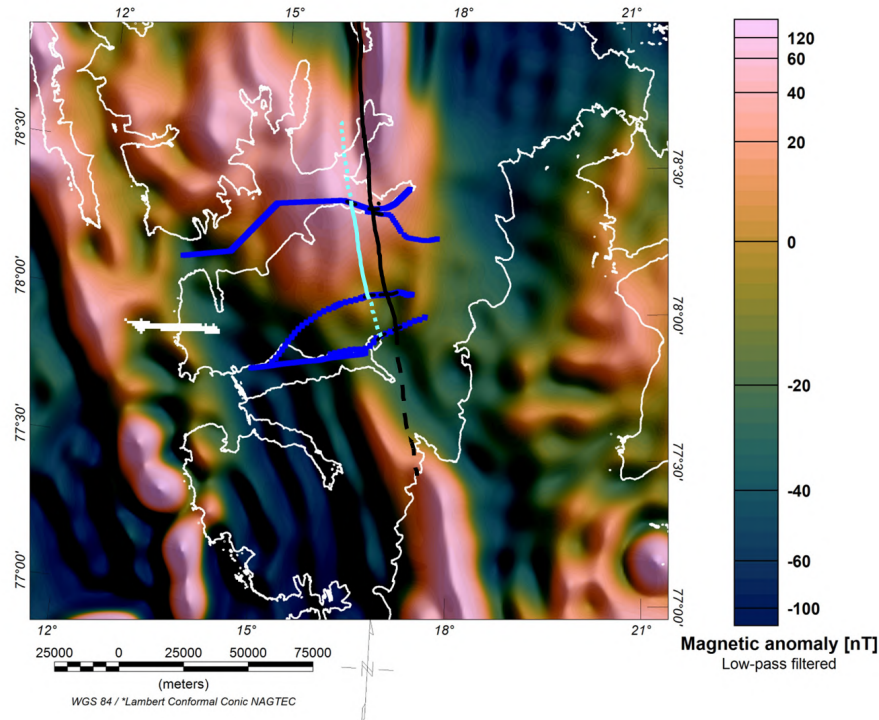 12° 15° 18° 21°
120
60
40
20
0
-20
-40
-60
-100
78°30'
78°00'
77°30'
77°00'
78°30'
78°00'
77°30'
77°00'
12° 15° 18° 21°
Magnetic anomaly [nT]
Low-pass filtered
25000 0 25000 50000 75000
(meters)
WGS 84 / *Lambert Conformal Conic NAGTEC
N